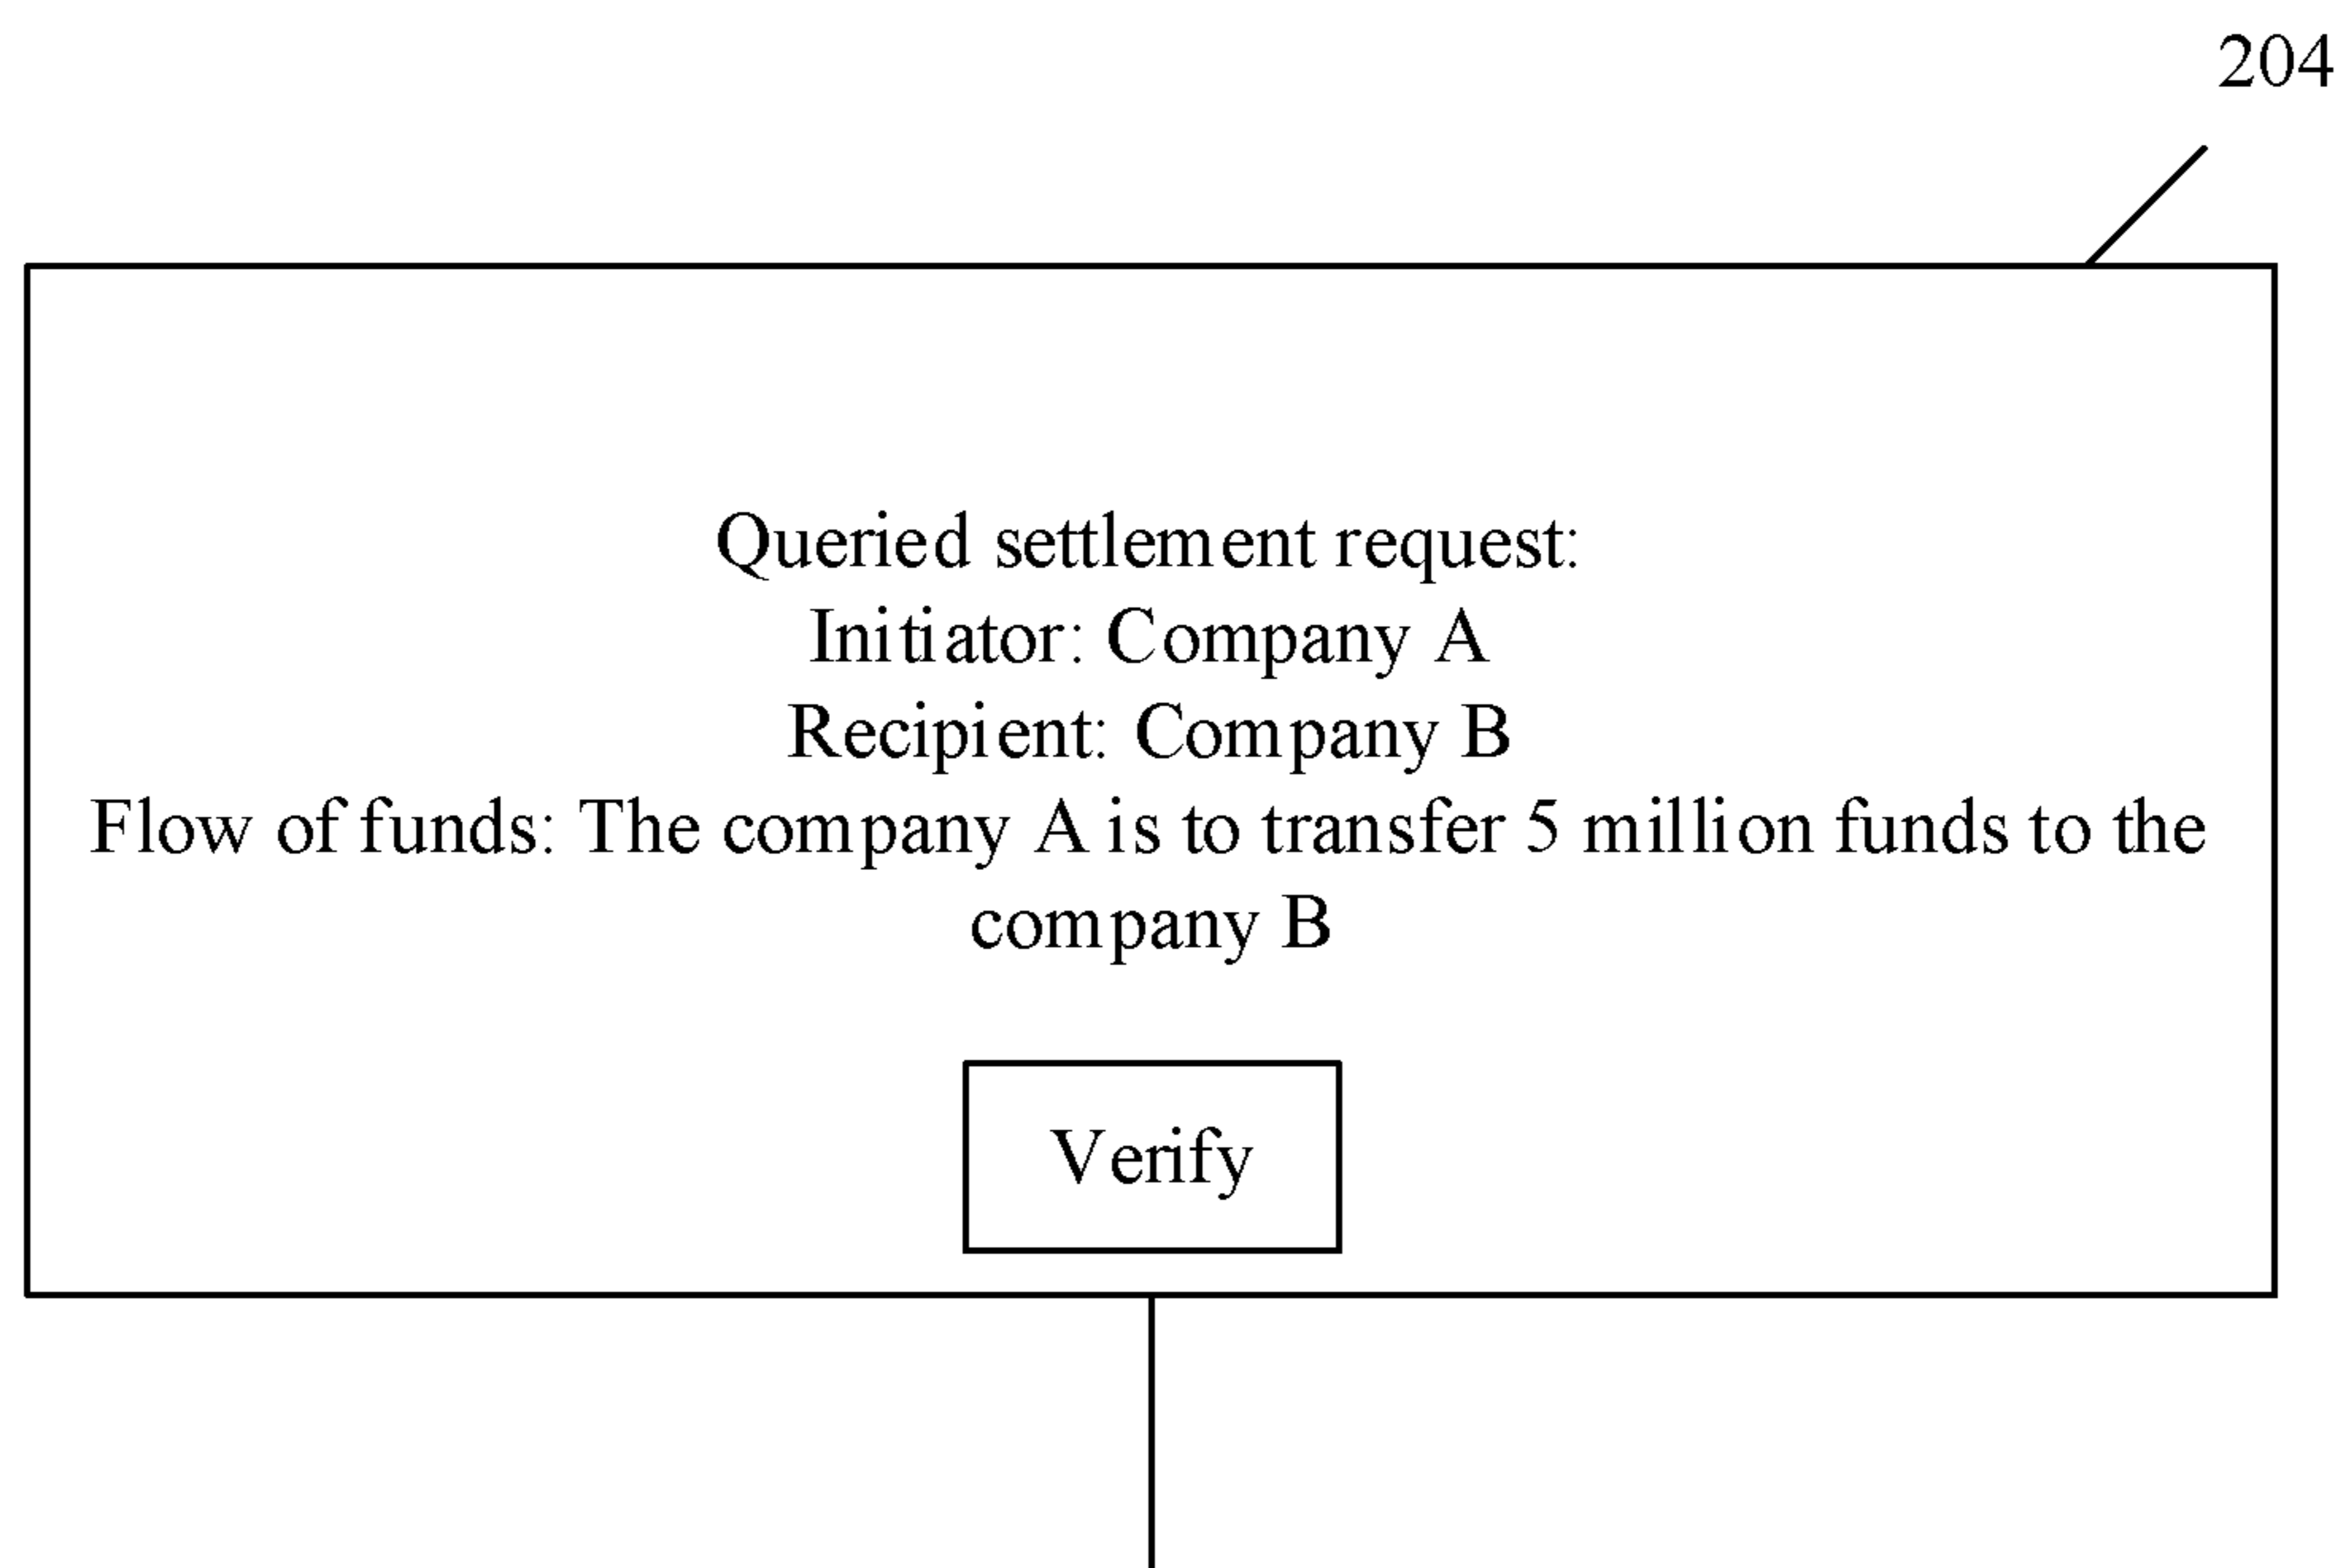 204
Queried settlement request:
Initiator: Company A
Recipient: Company B
Flow of funds: The company A is to transfer 5 million funds to the
company B
Verify